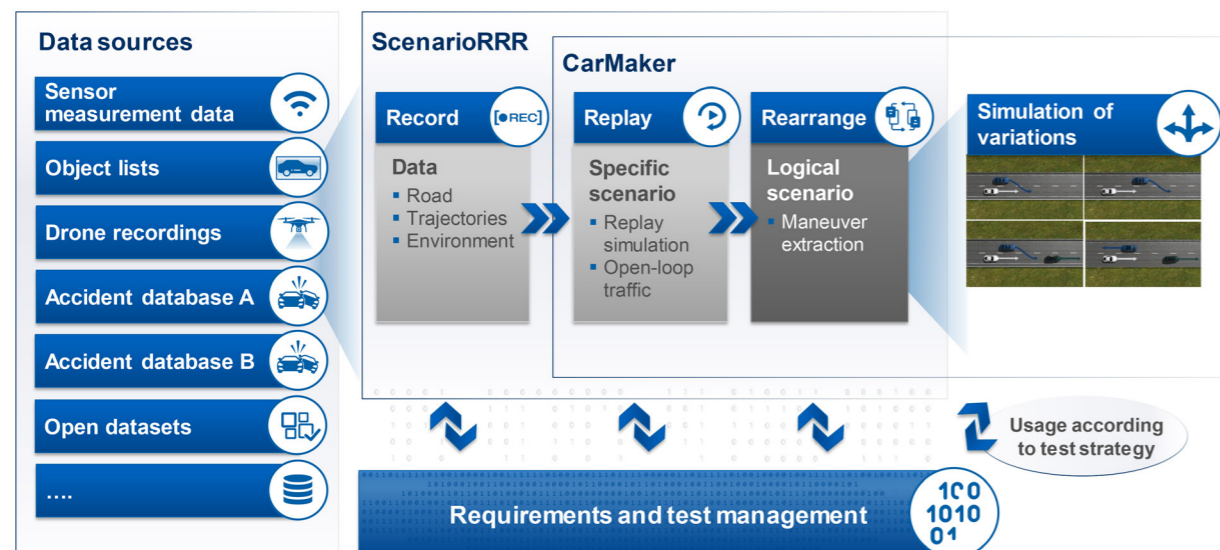 Data sources
Sensor
measurement data
Object lists
Drone recordings
Accident database A
Accident database B
Open datasets
....
ScenarioRRR
CarMaker
Record
[●REC]
Data
▪ Road
▪ Trajectories
▪ Environment
Replay
Specific
scenario
▪ Replay
simulation
▪ Open-loop
traffic
Rearrange
Logical
scenario
▪ Maneuver
extraction
Simulation of
variations
Usage according
to test strategy
Requirements and test management
100
1010
01